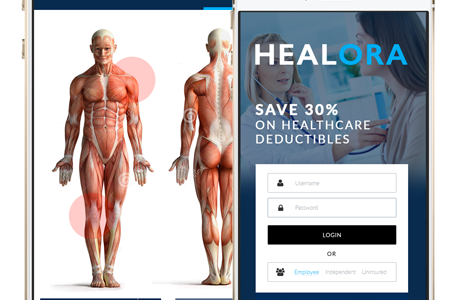 HEALORA
SAVE 30%
ON HEALTHCARE
DEDUCTIBLES
Username
Password
LOGIN
OR
Employee Independent Uninsured